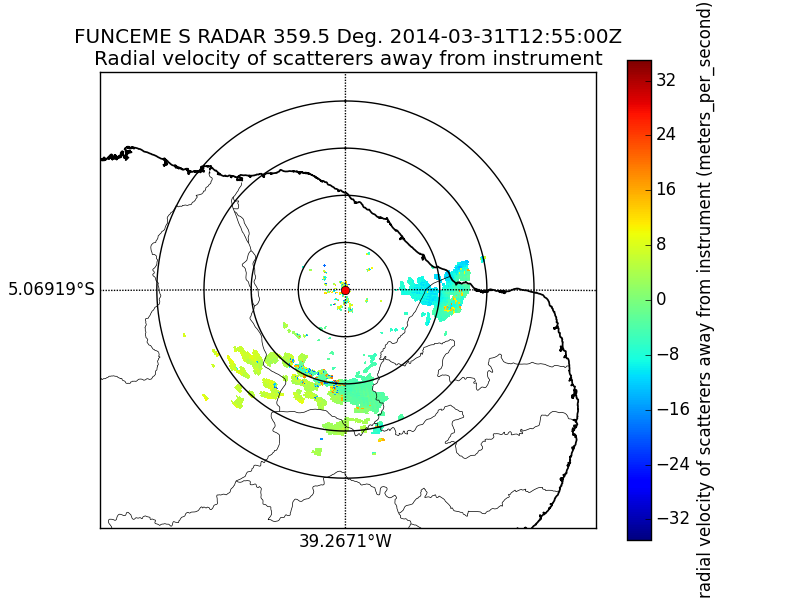 FUNCEME S RADAR 359.5 Deg. 2014-03-31T12:55:00Z
Radial velocity of scatterers away from instrument
5.06919°S
39.2671°W
32
24
16
8
0
−8
−16
−24
−32
radial velocity of scatterers away from instrument (meters_per_second)